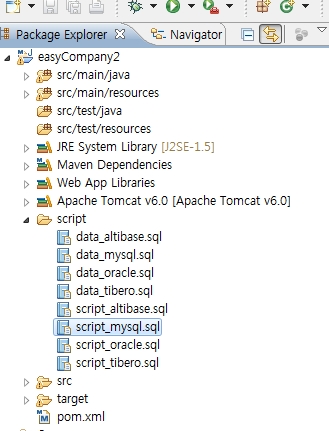 Package Explorer
Navigator
easyCompany2
src/main/java
src/main/resources
src/test/java
src/test/resources
JRE System Library [J2SE-1.5]
Maven Dependencies
Web App Libraries
Apache Tomcat v6.0 [Apache Tomcat v6.0]
script
data_altibase.sql
data_mysql.sql
data_oracle.sql
data_tibero.sql
script_altibase.sql
script_mysql.sql
script_oracle.sql
script_tibero.sql
src
target
pom.xml